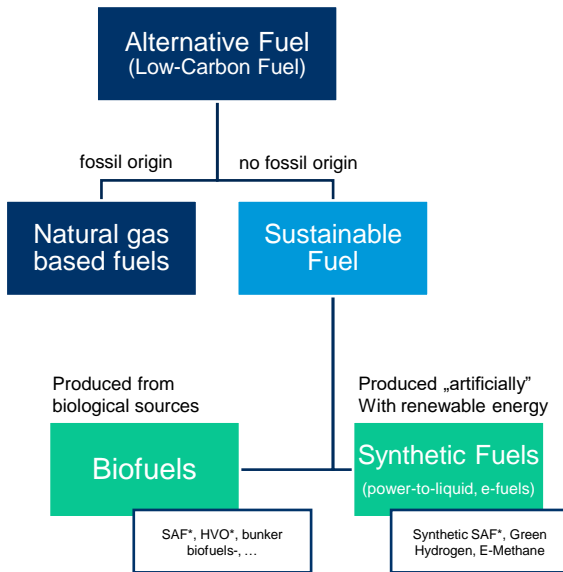 Alternative Fuel
(Low-Carbon Fuel)
fossil origin
no fossil origin
Natural gas
based fuels
Sustainable
Fuel
Produced from
biological sources
Produced „artificially”
With renewable energy
Biofuels
Synthetic Fuels
(power-to-liquid, e-fuels)
SAF*, HVO*, bunker
biofuels-, …
Synthetic SAF*, Green
Hydrogen, E-Methane